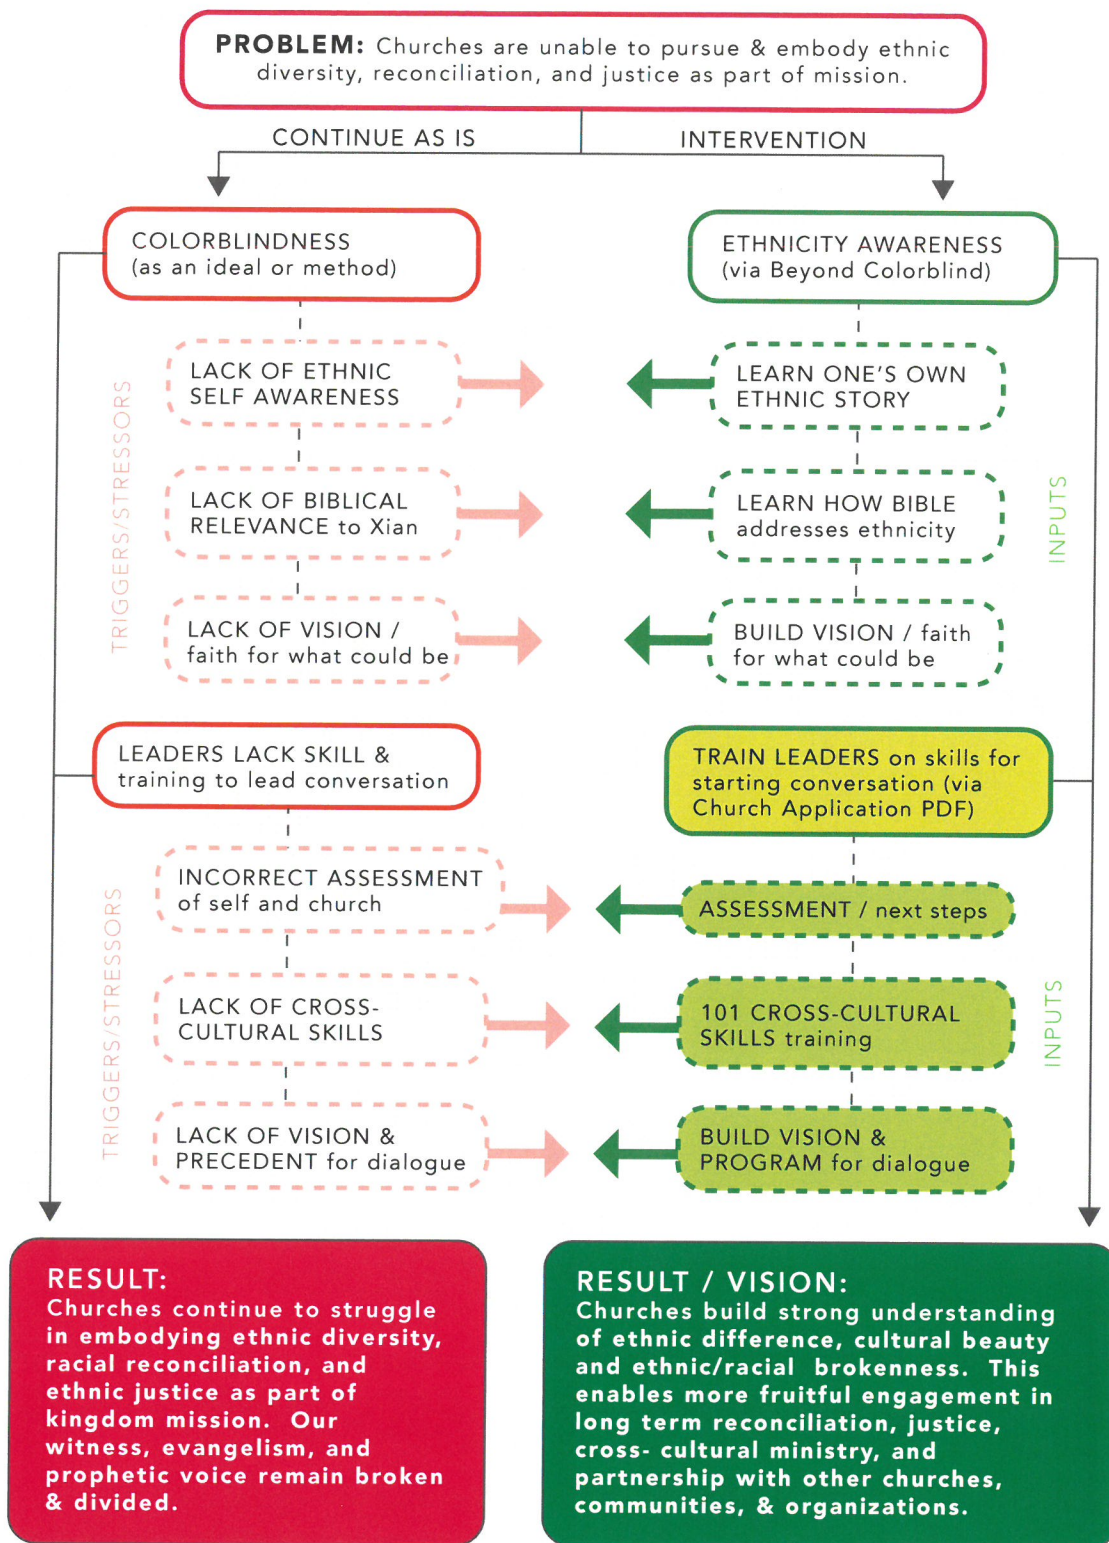 PROBLEM: Churches are unable to pursue & embody ethnic
diversity, reconciliation, and justice as part of mission.
CONTINUE AS IS
INTERVENTION
COLORBLINDNESS
(as an ideal or method)
ETHNICITY AWARENESS
(via Beyond Colorblind)
TRIGGERS/STRESSORS
LACK OF ETHNIC
SELF AWARENESS
LEARN ONE'S OWN
ETHNIC STORY
LACK OF BIBLICAL
RELEVANCE to Xian
LEARN HOW BIBLE
addresses ethnicity
INPUTS
LACK OF VISION /
faith for what could be
BUILD VISION / faith
for what could be
LEADERS LACK SKILL &
training to lead conversation
TRAIN LEADERS on skills for
starting conversation (via
Church Application PDF)
TRIGGERS/STRESSORS
INCORRECT ASSESSMENT
of self and church
ASSESSMENT / next steps
LACK OF CROSS-
CULTURAL SKILLS
101 CROSS-CULTURAL
SKILLS training
INPUTS
LACK OF VISION &
PRECEDENT for dialogue
BUILD VISION &
PROGRAM for dialogue
RESULT:
Churches continue to struggle
in embodying ethnic diversity,
racial reconciliation, and
ethnic justice as part of
kingdom mission. Our
witness, evangelism, and
prophetic voice remain broken
& divided.
RESULT / VISION:
Churches build strong understanding
of ethnic difference, cultural beauty
and ethnic/racial brokenness. This
enables more fruitful engagement in
long term reconciliation, justice,
cross- cultural ministry, and
partnership with other churches,
communities, & organizations.